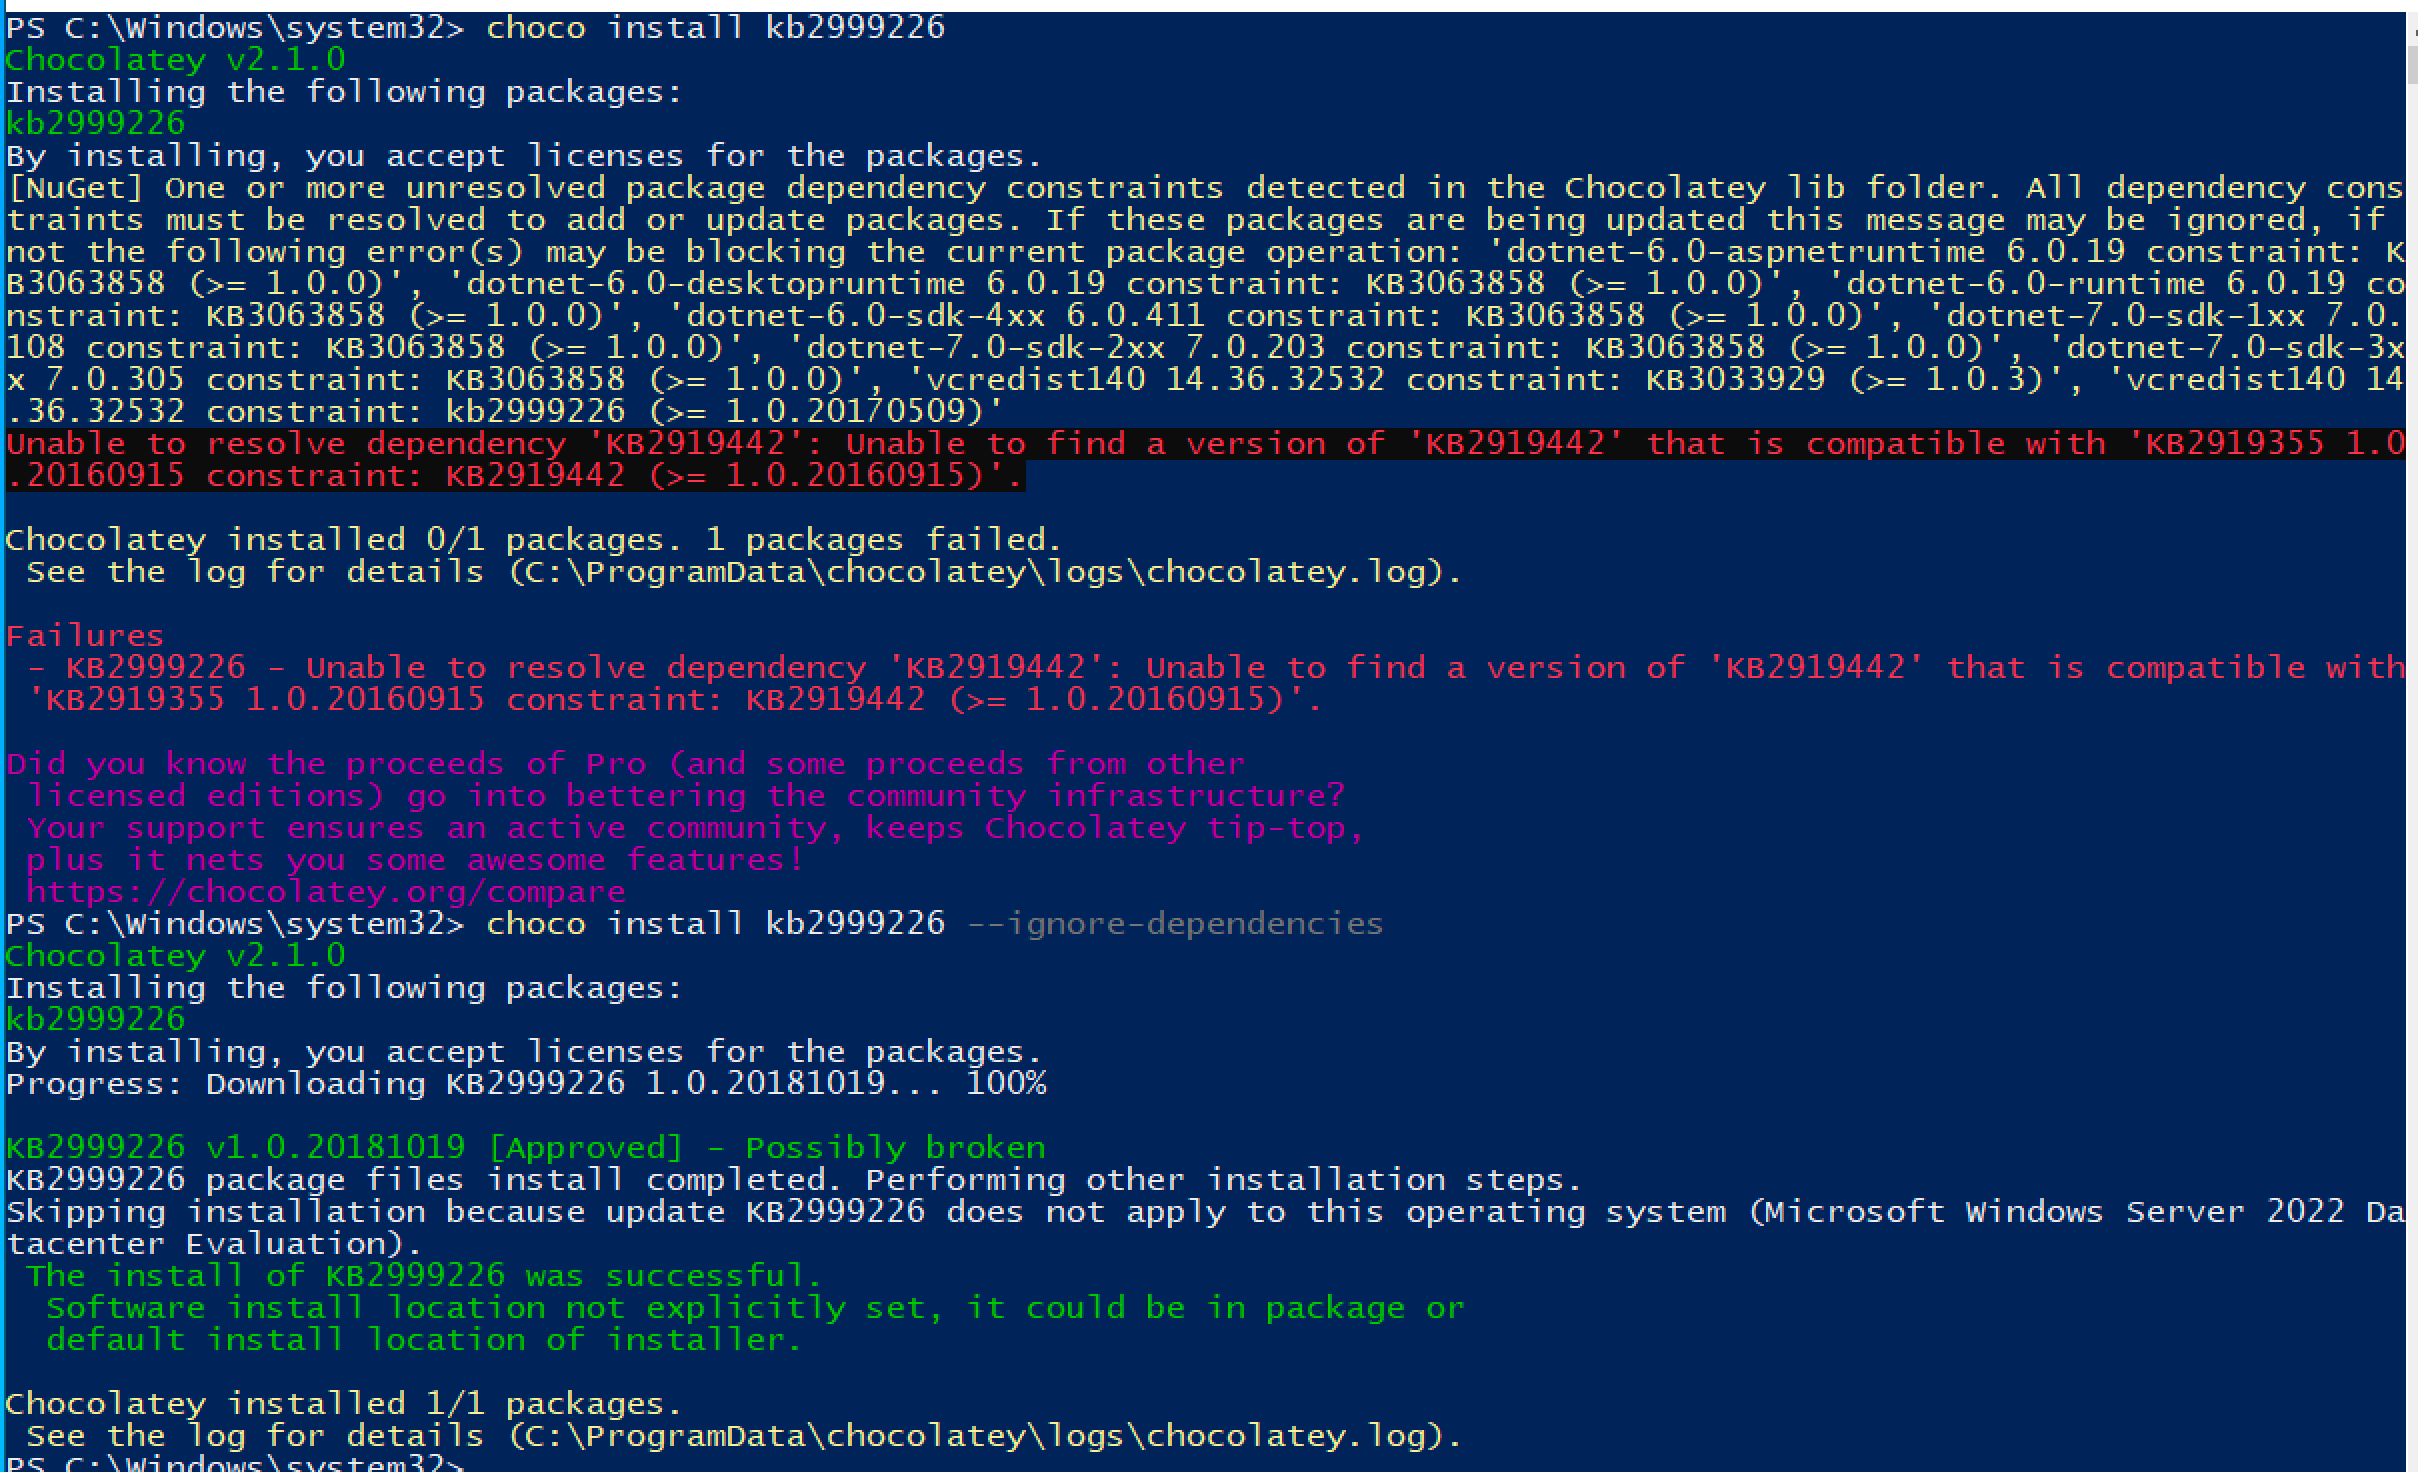 PS C:\Windows\system32> choco install kb2999226
Chocolatey v2.1.0
Installing the following packages:
kb2999226
By installing, you accept licenses for the packages.
[NuGet] One or more unresolved package dependency constraints detected in the Chocolatey lib folder. All dependency cons
traints must be resolved to add or update packages. If these packages are being updated this message may be ignored, if
not the following error(s) may be blocking the current package operation: 'dotnet-6.0-aspnetruntime 6.0.19 constraint: K
B3063858 (>= 1.0.0)', 'dotnet-6.0-desktopruntime 6.0.19 constraint: KB3063858 (>= 1.0.0)', 'dotnet-6.0-runtime 6.0.19 co
nstraint: KB3063858 (>= 1.0.0)', 'dotnet-6.0-sdk-4xx 6.0.411 constraint: KB3063858 (>= 1.0.0)', 'dotnet-7.0-sdk-1xx 7.0.
108 constraint: KB3063858 (>= 1.0.0)', 'dotnet-7.0-sdk-2xx 7.0.203 constraint: KB3063858 (>= 1.0.0)', 'dotnet-7.0-sdk-3x
x 7.0.305 constraint: KB3063858 (>= 1.0.0)', 'vcredist140 14.36.32532 constraint: KB3033929 (>= 1.0.3)', 'vcredist140 14
.36.32532 constraint: kb2999226 (>= 1.0.20170509)'
Unable to resolve dependency 'KB2919442': Unable to find a version of 'KB2919442' that is compatible with 'KB2919355 1.0
.20160915 constraint: KB2919442 (>= 1.0.20160915)'.
Chocolatey installed 0/1 packages. 1 packages failed.
See the log for details (C:\ProgramData\chocolatey\logs\chocolatey.log).
Failures
- KB2999226 - Unable to resolve dependency 'KB2919442': Unable to find a version of 'KB2919442' that is compatible with
'KB2919355 1.0.20160915 constraint: KB2919442 (>= 1.0.20160915)'.
Did you know the proceeds of Pro (and some proceeds from other
licensed editions) go into bettering the community infrastructure?
Your support ensures an active community, keeps Chocolatey tip-top,
plus it nets you some awesome features!
https://chocolatey.org/compare
PS C:\Windows\system32> choco install kb2999226 --ignore-dependencies
Chocolatey v2.1.0
Installing the following packages:
kb2999226
By installing, you accept licenses for the packages.
Progress: Downloading KB2999226 1.0.20181019... 100%
KB2999226 v1.0.20181019 [Approved] - Possibly broken
KB2999226 package files install completed. Performing other installation steps.
Skipping installation because update KB2999226 does not apply to this operating system (Microsoft Windows Server 2022 Da
tacenter Evaluation).
The install of KB2999226 was successful.
Software install location not explicitly set, it could be in package or
default install location of installer.
Chocolatey installed 1/1 packages.
See the log for details (C:\ProgramData\chocolatey\logs\chocolatey.log).
PS C:\Windows\system32>